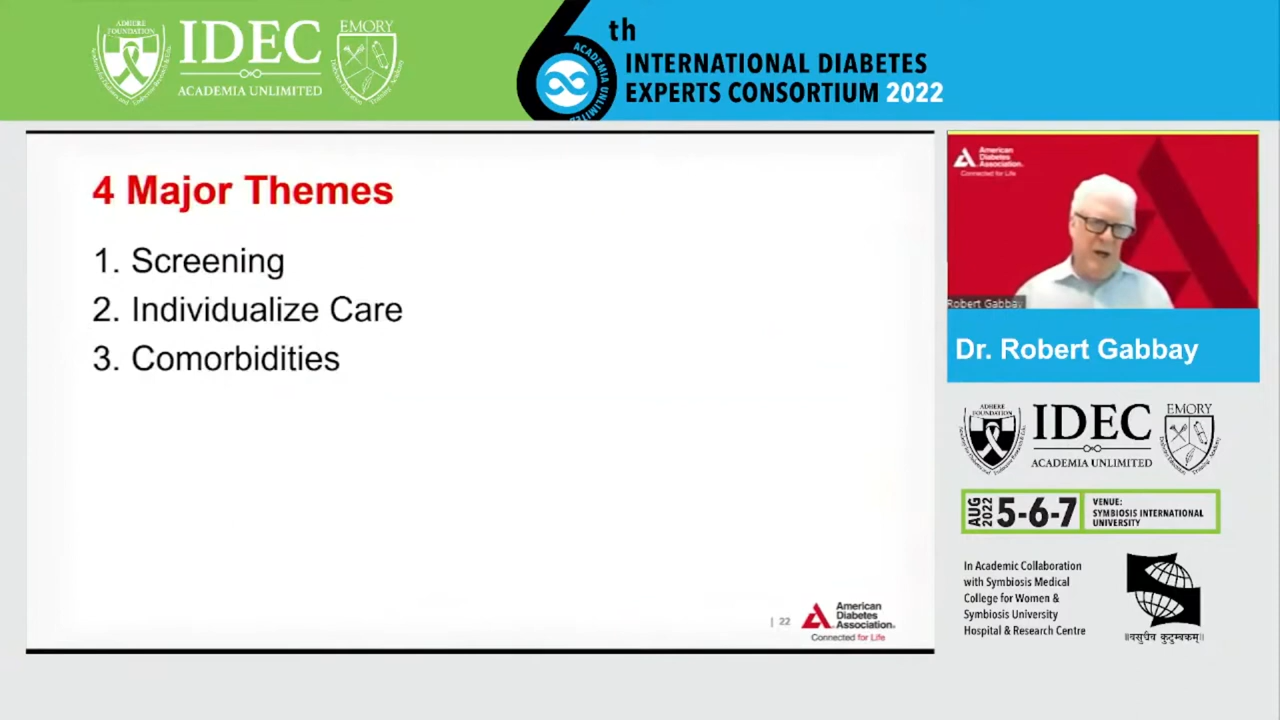 ADHERE
FOUNDATION
IDEC
ACADEMIA UNLIMITED
EMORY
6th
ACADEMIA UNLIMITED
INTERNATIONAL DIABETES
EXPERTS CONSORTIUM 2022
4 Major Themes
1. Screening
2. Individualize Care
3. Comorbidities
| 22
American
Diabetes
Association.
Connected for Life
American
Diabetes
Association.
Connected for Life
Robert Gabbay
Dr. Robert Gabbay
ADHERE
FOUNDATION
IDEC
ACADEMIA UNLIMITED
EMORY
AUG
2022
5-6-7
VENUE:
SYMBIOSIS INTERNATIONAL
UNIVERSITY
In Academic Collaboration
with Symbiosis Medical
College for Women &
Symbiosis University
Hospital & Research Centre
॥वसुधैव कुटुम्बकम्॥